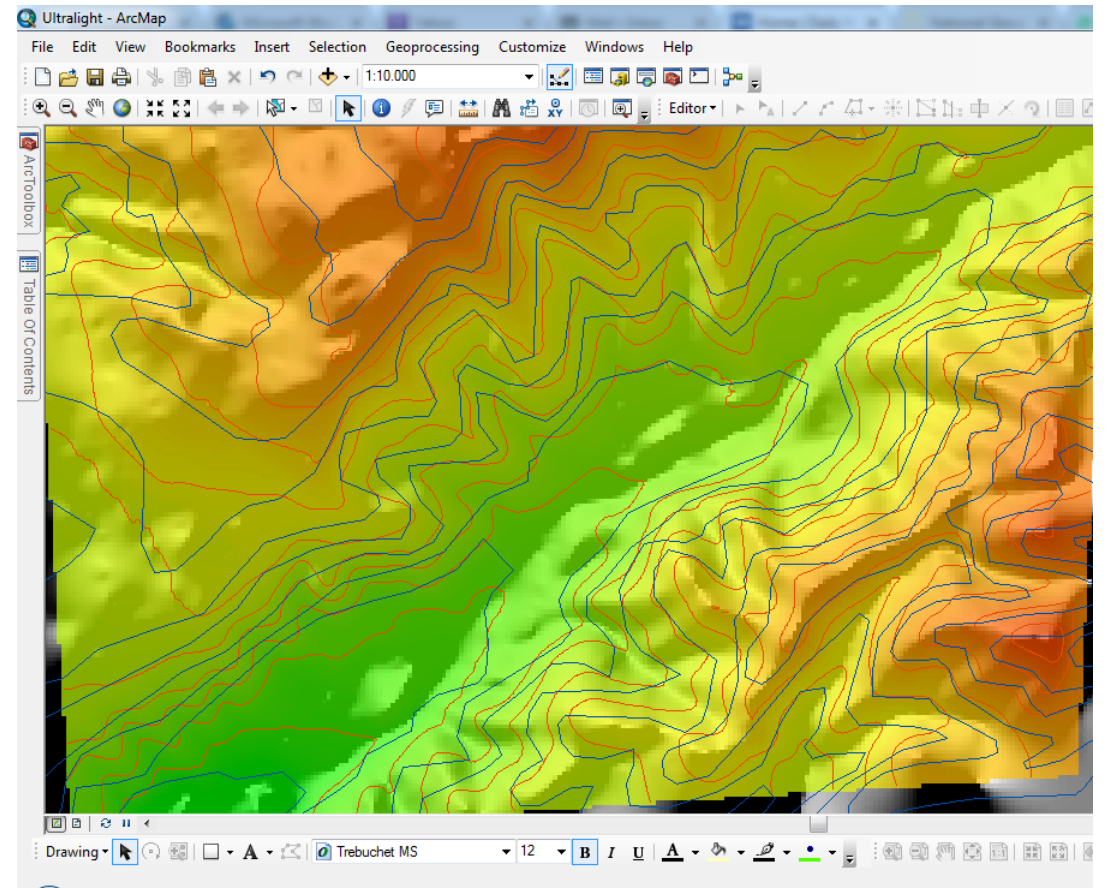 Ultralight - ArcMap
File Edit View Bookmarks Insert Selection Geoprocessing Customize Windows Help
1:10.000
XY Editor
ArcToolbox
Table Of Contents
Drawing A Trebuchet MS 12 B I U A